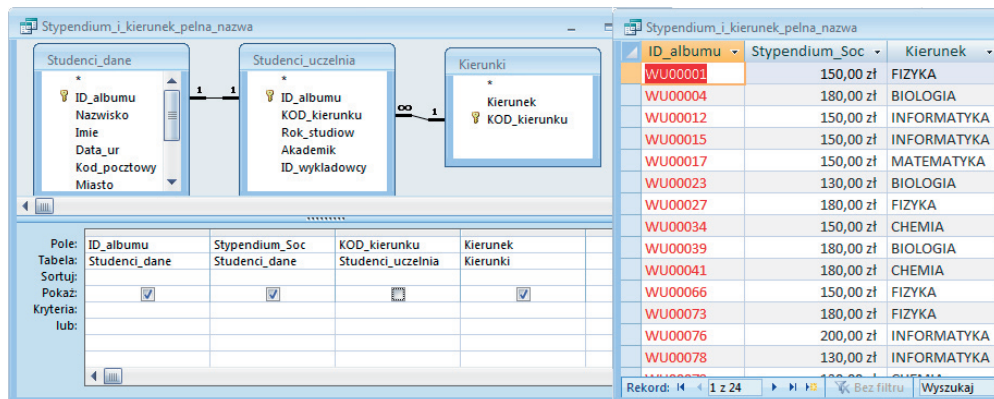 Stypendium_i_kierunek_pelna_nazwa
Studenci_dane
*
ID_albumu
Nazwisko
Imie
Data_ur
Kod_pocztowy
Miasto
1 1
Studenci_uczelnia
*
ID_albumu
KOD_kierunku
Rok_studiow
Akademik
ID_wykladowcy
∞ 1
Kierunki
*
Kierunek
KOD_kierunku
Pole: ID_albumu Stypendium_Soc KOD_kierunku Kierunek
Tabela: Studenci_dane Studenci_dane Studenci_uczelnia Kierunki
Sortuj:
Pokaż:
Kryteria:
lub:
Stypendium_i_kierunek_pelna_nazwa
ID_albumu Stypendium_Soc Kierunek
WU00001 150,00 zł FIZYKA
WU00004 180,00 zł BIOLOGIA
WU00012 150,00 zł INFORMATYKA
WU00015 150,00 zł INFORMATYKA
WU00017 150,00 zł MATEMATYKA
WU00023 130,00 zł BIOLOGIA
WU00027 180,00 zł FIZYKA
WU00034 150,00 zł CHEMIA
WU00039 180,00 zł BIOLOGIA
WU00041 180,00 zł CHEMIA
WU00066 150,00 zł FIZYKA
WU00073 180,00 zł FIZYKA
WU00076 200,00 zł INFORMATYKA
WU00078 130,00 zł INFORMATYKA
Rekord: 1 z 24 Bez filtru Wyszukaj